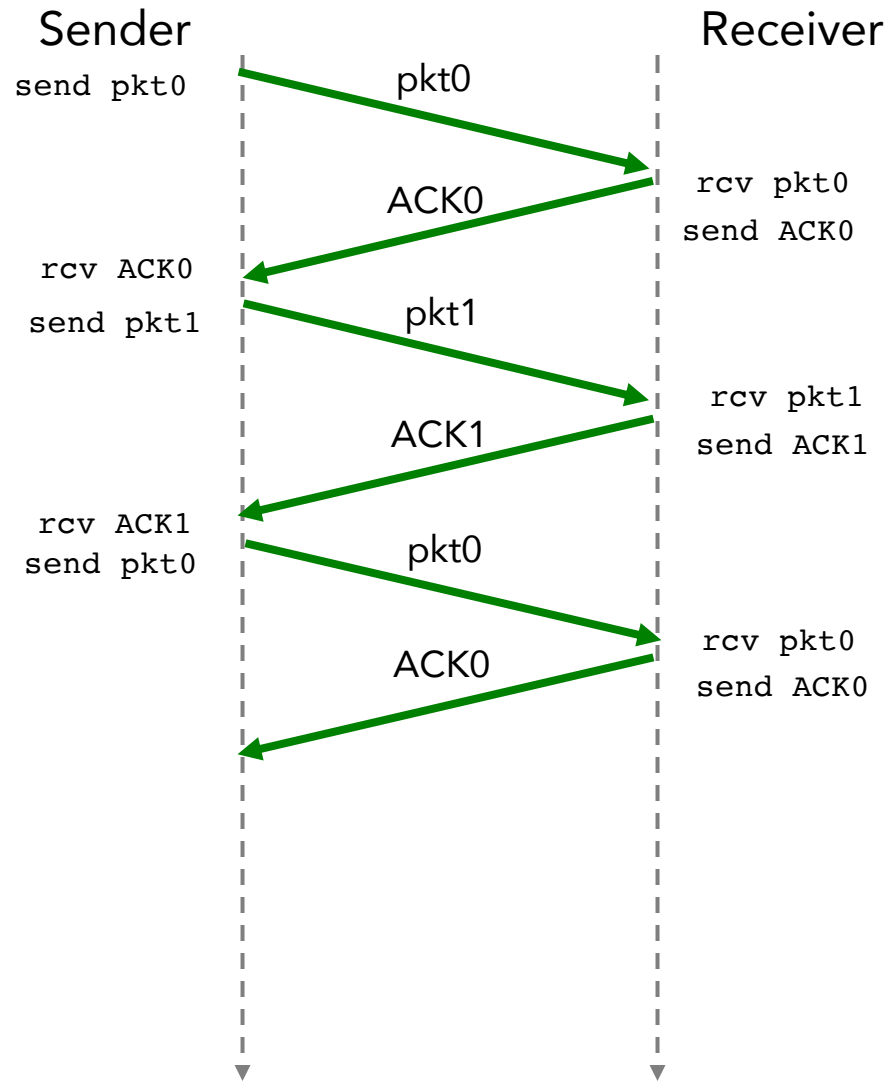 Sender
Receiver
send pkt0
pkt0
rcv pkt0
ACK0
send ACK0
rcv ACK0
send pkt1
pkt1
rcv pkt1
ACK1
send ACK1
rcv ACK1
send pkt0
pkt0
rcv pkt0
ACK0
send ACK0